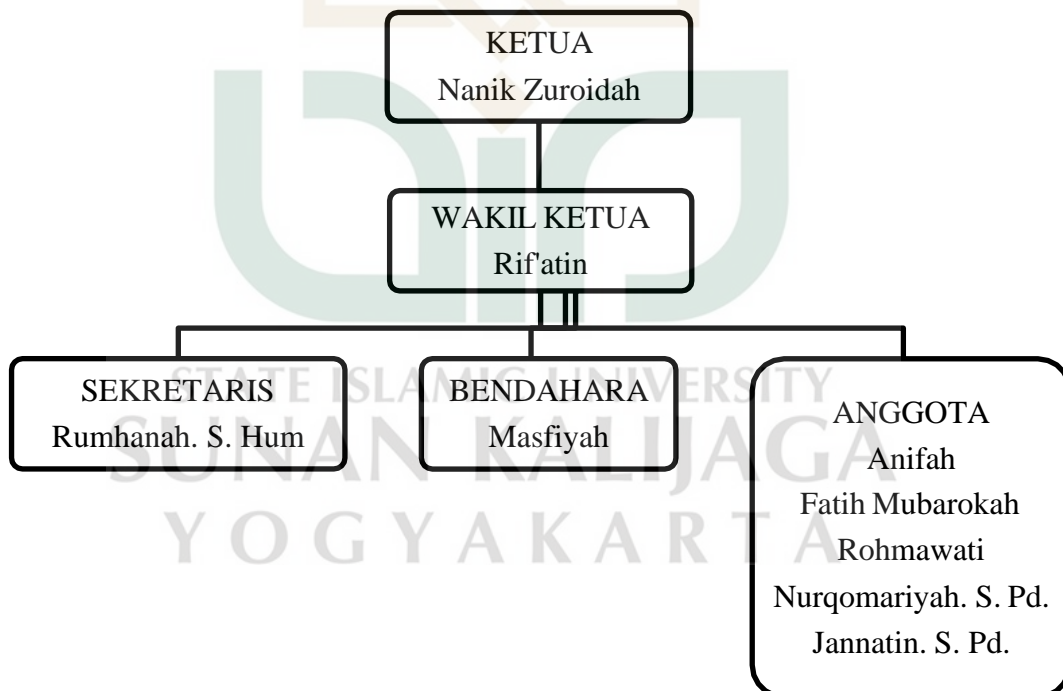 KETUA
Nanik Zuroidah
WAKIL KETUA
Rif'atin
SEKRETARIS
Rumhanah. S. Hum
BENDAHARA
Masfiyah
ANGGOTA
Anifah
Fatih Mubarokah
Rohmawati
Nurqomariyah. S. Pd.
Jannatin. S. Pd.
STATE ISLAMIC UNIVERSITY
SUNAN KALIJAGA
YOGYAKARTA